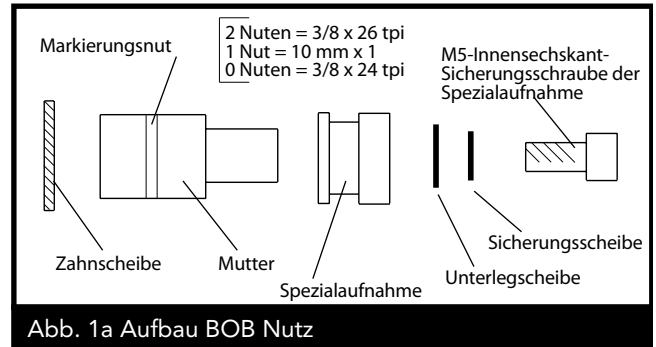 2 Nuten = 3/8 x 26 tpi
1 Nut = 10 mm x 1
0 Nuten = 3/8 x 24 tpi
Markierungsnut
M5-Innensechskant-
Sicherungsschraube der
Spezialaufnahme
Zahnscheibe
Mutter
Spezialaufnahme
Unterlegscheibe
Sicherungsscheibe
Abb. 1a Aufbau BOB Nutz